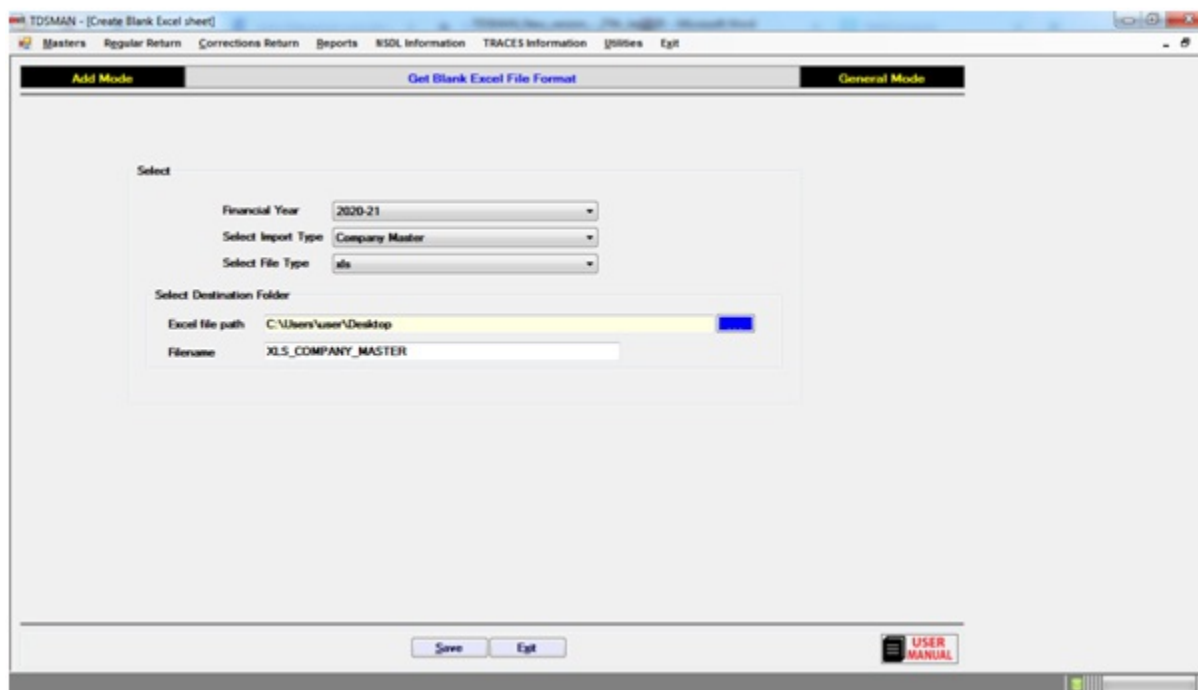 TDSMAN - [Create Blank Excel sheet]
Masters Regular Return Corrections Return Reports NSDL Information TRACES Information Utilities Exit
Add Mode Get Blank Excel File Format General Mode
Select
Financial Year 2020-21
Select Import Type Company Master
Select File Type xls
Select Destination Folder
Excel file path C:\Users\user\Desktop ...
Filename XLS_COMPANY_MASTER
Save Exit USER
MANUAL